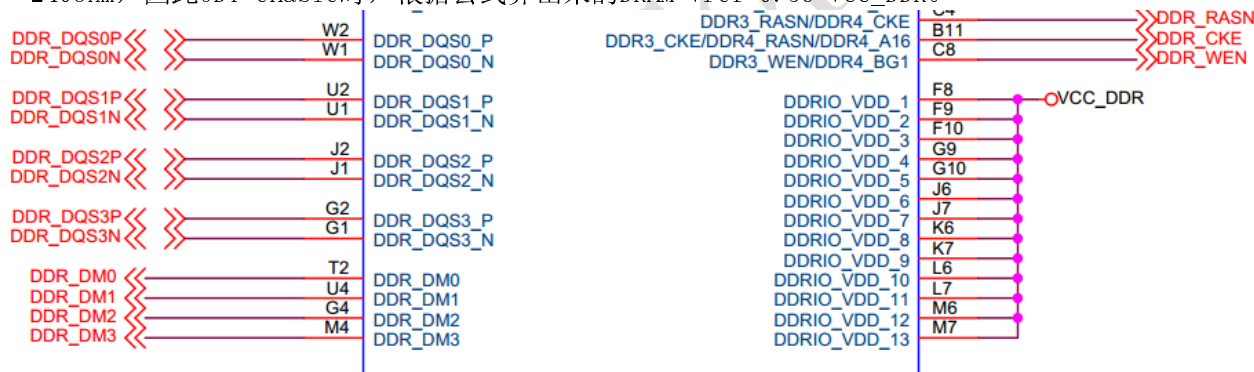 DDR3_RASN/DDR4_CKE
DDR_RASN
DDR_DQS0P W2 DDR_DQS0_P
DDR3_CKE/DDR4_RASN/DDR4_A16 B11 DDR_CKE
DDR_DQS0N W1 DDR_DQS0_N
DDR3_WEN/DDR4_BG1 C8 DDR_WEN
DDR_DQS1P U2 DDR_DQS1_P
DDR_DQS1N U1 DDR_DQS1_N
DDR_DQS2P J2 DDR_DQS2_P
DDR_DQS2N J1 DDR_DQS2_N
DDR_DQS3P G2 DDR_DQS3_P
DDR_DQS3N G1 DDR_DQS3_N
DDR_DM0 T2 DDR_DM0
DDR_DM1 U4 DDR_DM1
DDR_DM2 G4 DDR_DM2
DDR_DM3 M4 DDR_DM3
DDRIO_VDD_1 F8 VCC_DDR
DDRIO_VDD_2 F9
DDRIO_VDD_3 F10
DDRIO_VDD_4 G9
DDRIO_VDD_5 G10
DDRIO_VDD_6 J6
DDRIO_VDD_7 J7
DDRIO_VDD_8 K6
DDRIO_VDD_9 K7
DDRIO_VDD_10 L6
DDRIO_VDD_11 L7
DDRIO_VDD_12 M6
DDRIO_VDD_13 M7